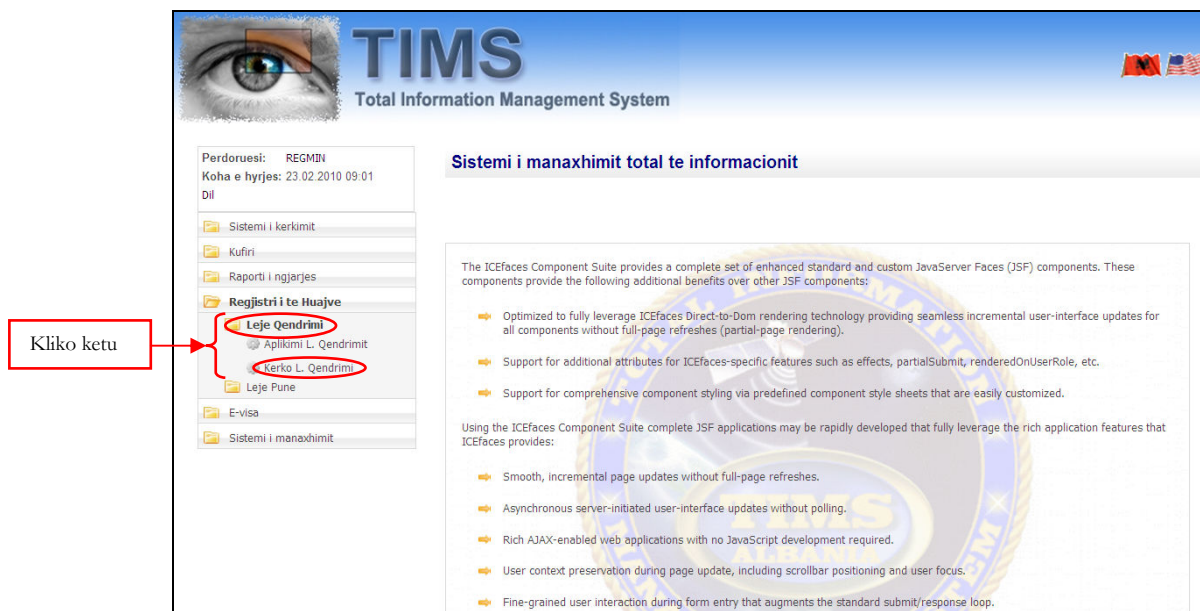 TIMS
Total Information Management System
Perdoruesi: REGMIN
Koha e hyrjes: 23.02.2010 09:01
Dil
Sistemi i kerkimit
Kufiri
Raporti i ngjarjes
Regjistri i te Huajve
Leje Qendrimi
Aplikimi L. Qendrimit
Kerko L. Qendrimi
Leje Pune
E-visa
Sistemi i manaxhimit
Kliko ketu
Sistemi i manaxhimit total te informacionit
The ICEfaces Component Suite provides a complete set of enhanced standard and custom JavaServer Faces (JSF) components. These
components provide the following additional benefits over other JSF components:
Optimized to fully leverage ICEfaces Direct-to-Dom rendering technology providing seamless incremental user-interface updates for
all components without full-page refreshes (partial-page rendering).
Support for additional attributes for ICEfaces-specific features such as effects, partialSubmit, renderedOnUserRole, etc.
Support for comprehensive component styling via predefined component style sheets that are easily customized.
Using the ICEfaces Component Suite complete JSF applications may be rapidly developed that fully leverage the rich application features that
ICEfaces provides:
Smooth, incremental page updates without full-page refreshes.
Asynchronous server-initiated user-interface updates without polling.
Rich AJAX-enabled web applications with no JavaScript development required.
User context preservation during page update, including scrollbar positioning and user focus.
Fine-grained user interaction during form entry that augments the standard submit/response loop.
TOTAL INFORMATION
TIMS
ALBANIA